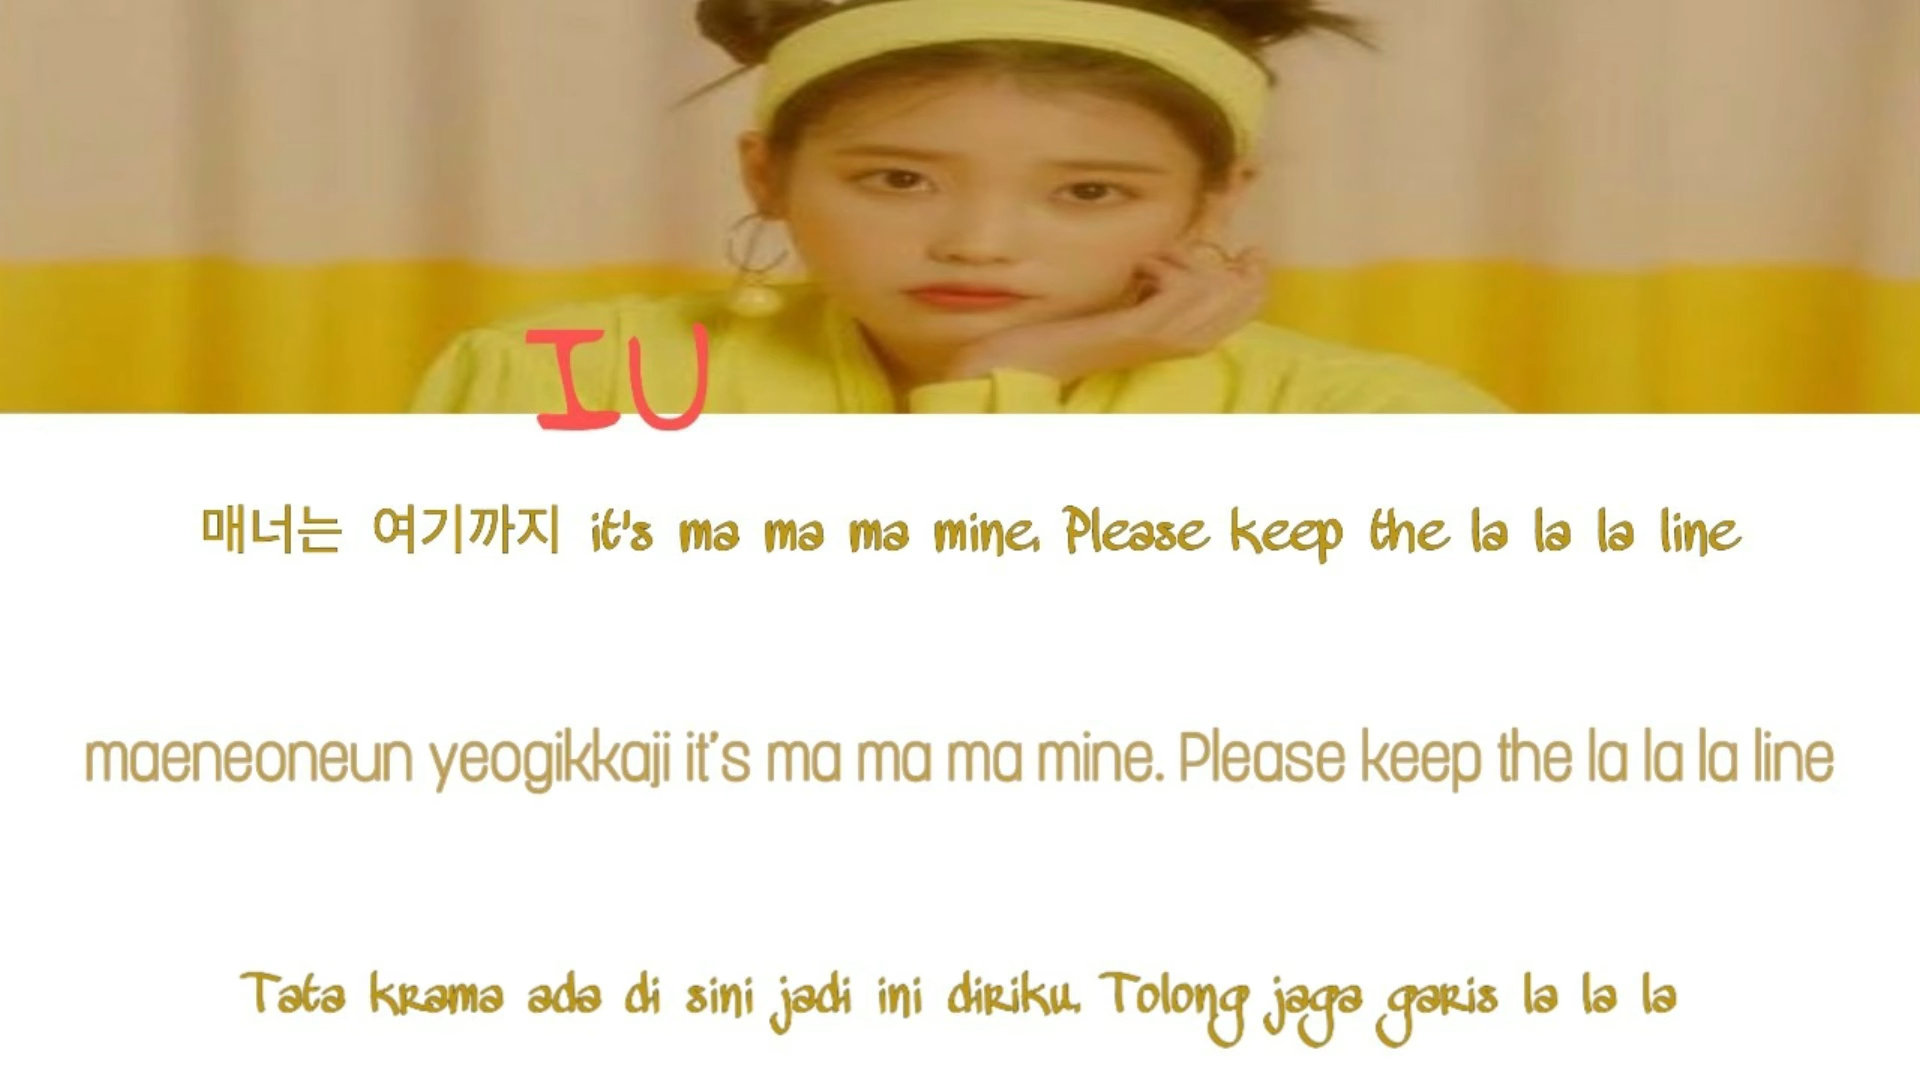 IU
매너는 여기까지 it's ma ma ma mine. Please keep the la la la line
maeneoneun yeogikkaji it's ma ma ma mine. Please keep the la la la line
Tata krama ada di sini jadi ini diriku. Tolong jaga garis la la la